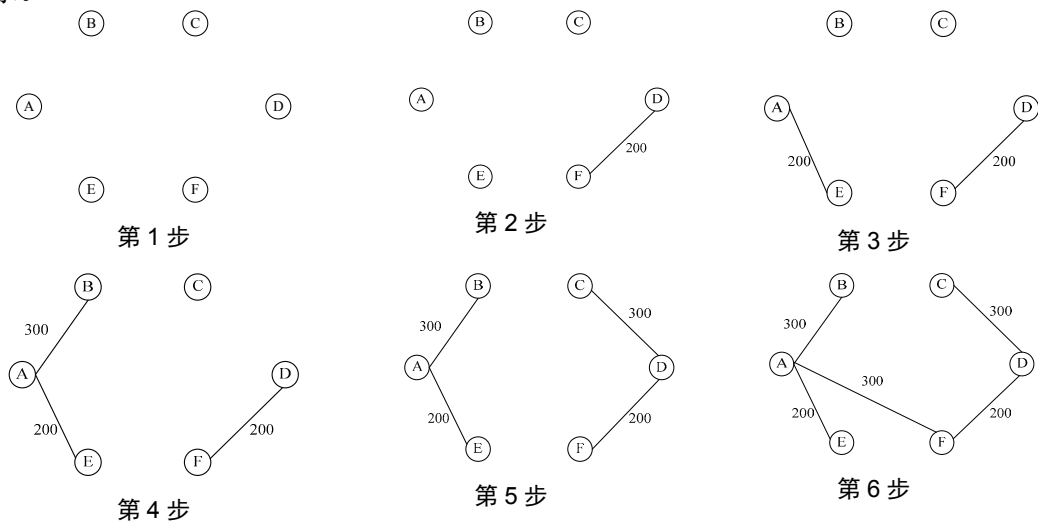 B C B C B C
A D A D A D
200
200 200
E F E F E F
第 1 步 第 2 步 第 3 步
B C B C B C
300 300 300 300 300
A D A D A D
300
200 200 200 200 200 200
E F E F E F
第 4 步 第 5 步 第 6 步